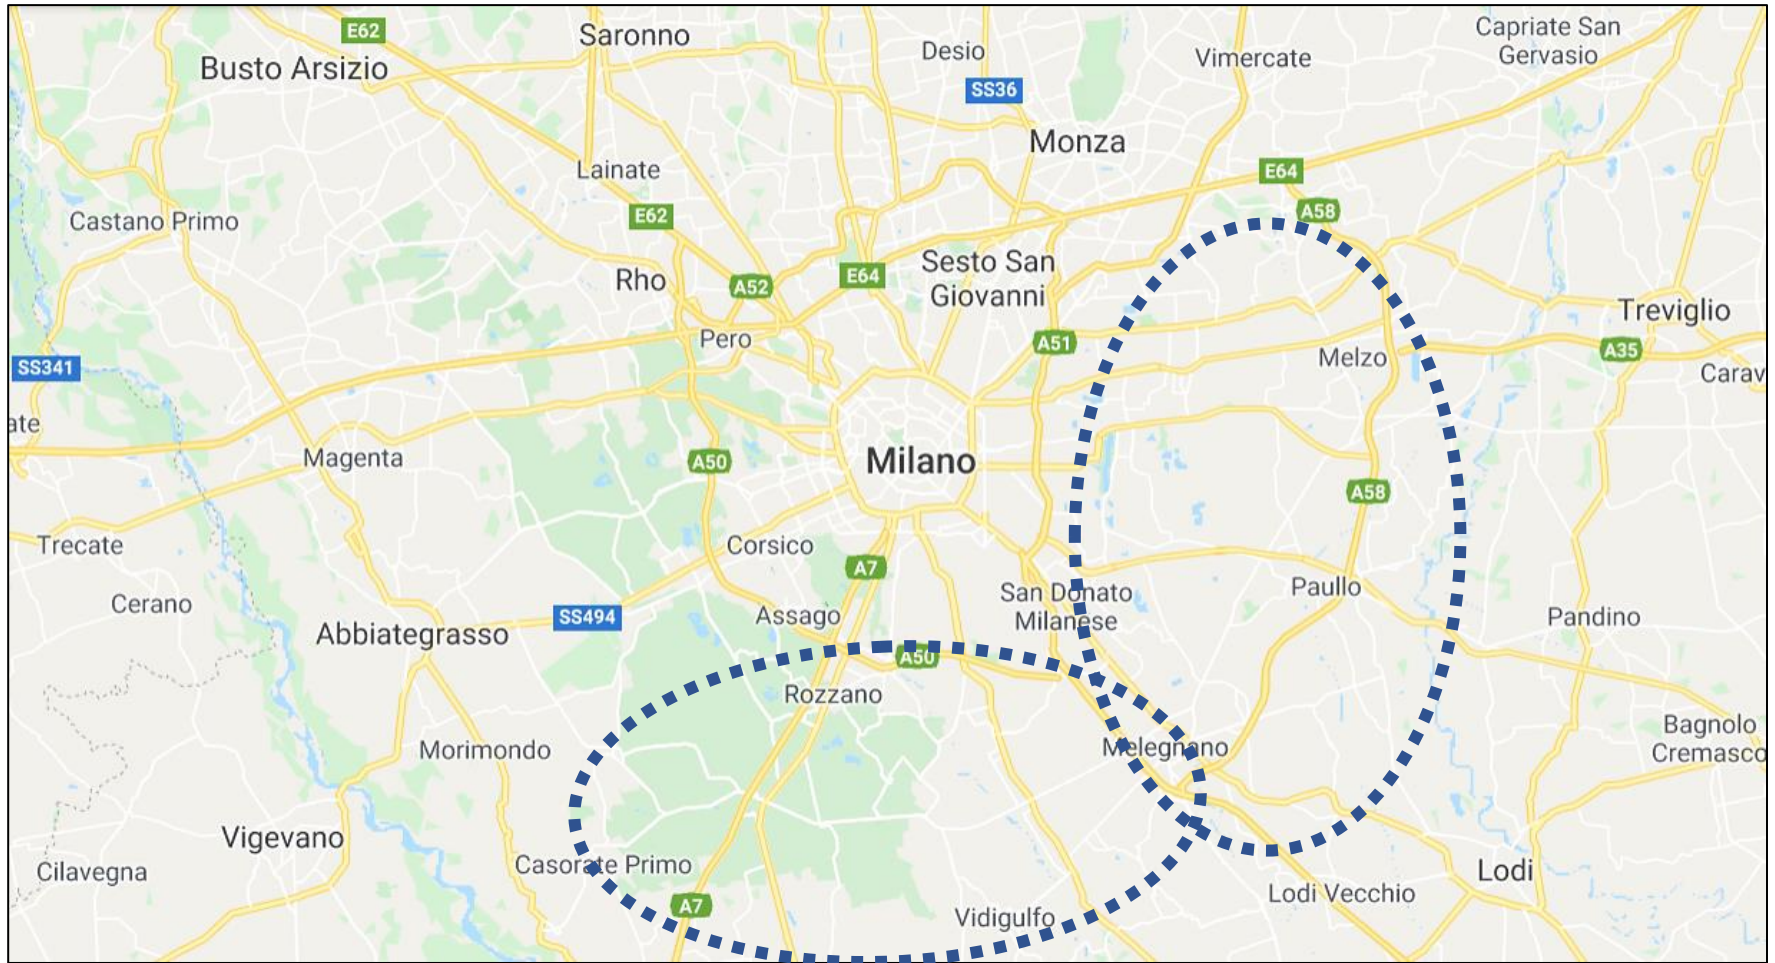 E62
Saronno
Capriate San
Gervasio
Desio
Vimercate
Busto Arsizio
SS36
Monza
Lainate
E64
E62
A58
Castano Primo
Sesto San
Giovanni
Rho
A52
E64
Treviglio
Pero
A51
A35
Melzo
SS341
Carav
ate
Magenta
A50
Milano
A58
Trecate
Corsico
A7
Paullo
San Donato
Milanese
Cerano
SS494
Assago
Pandino
Abbiategrasso
A50
Rozzano
Bagnolo
Cremasco
Morimondo
Melegnano
Vigevano
Casorate Primo
Cilavegna
Lodi
Lodi Vecchio
A7
Vidigulfo